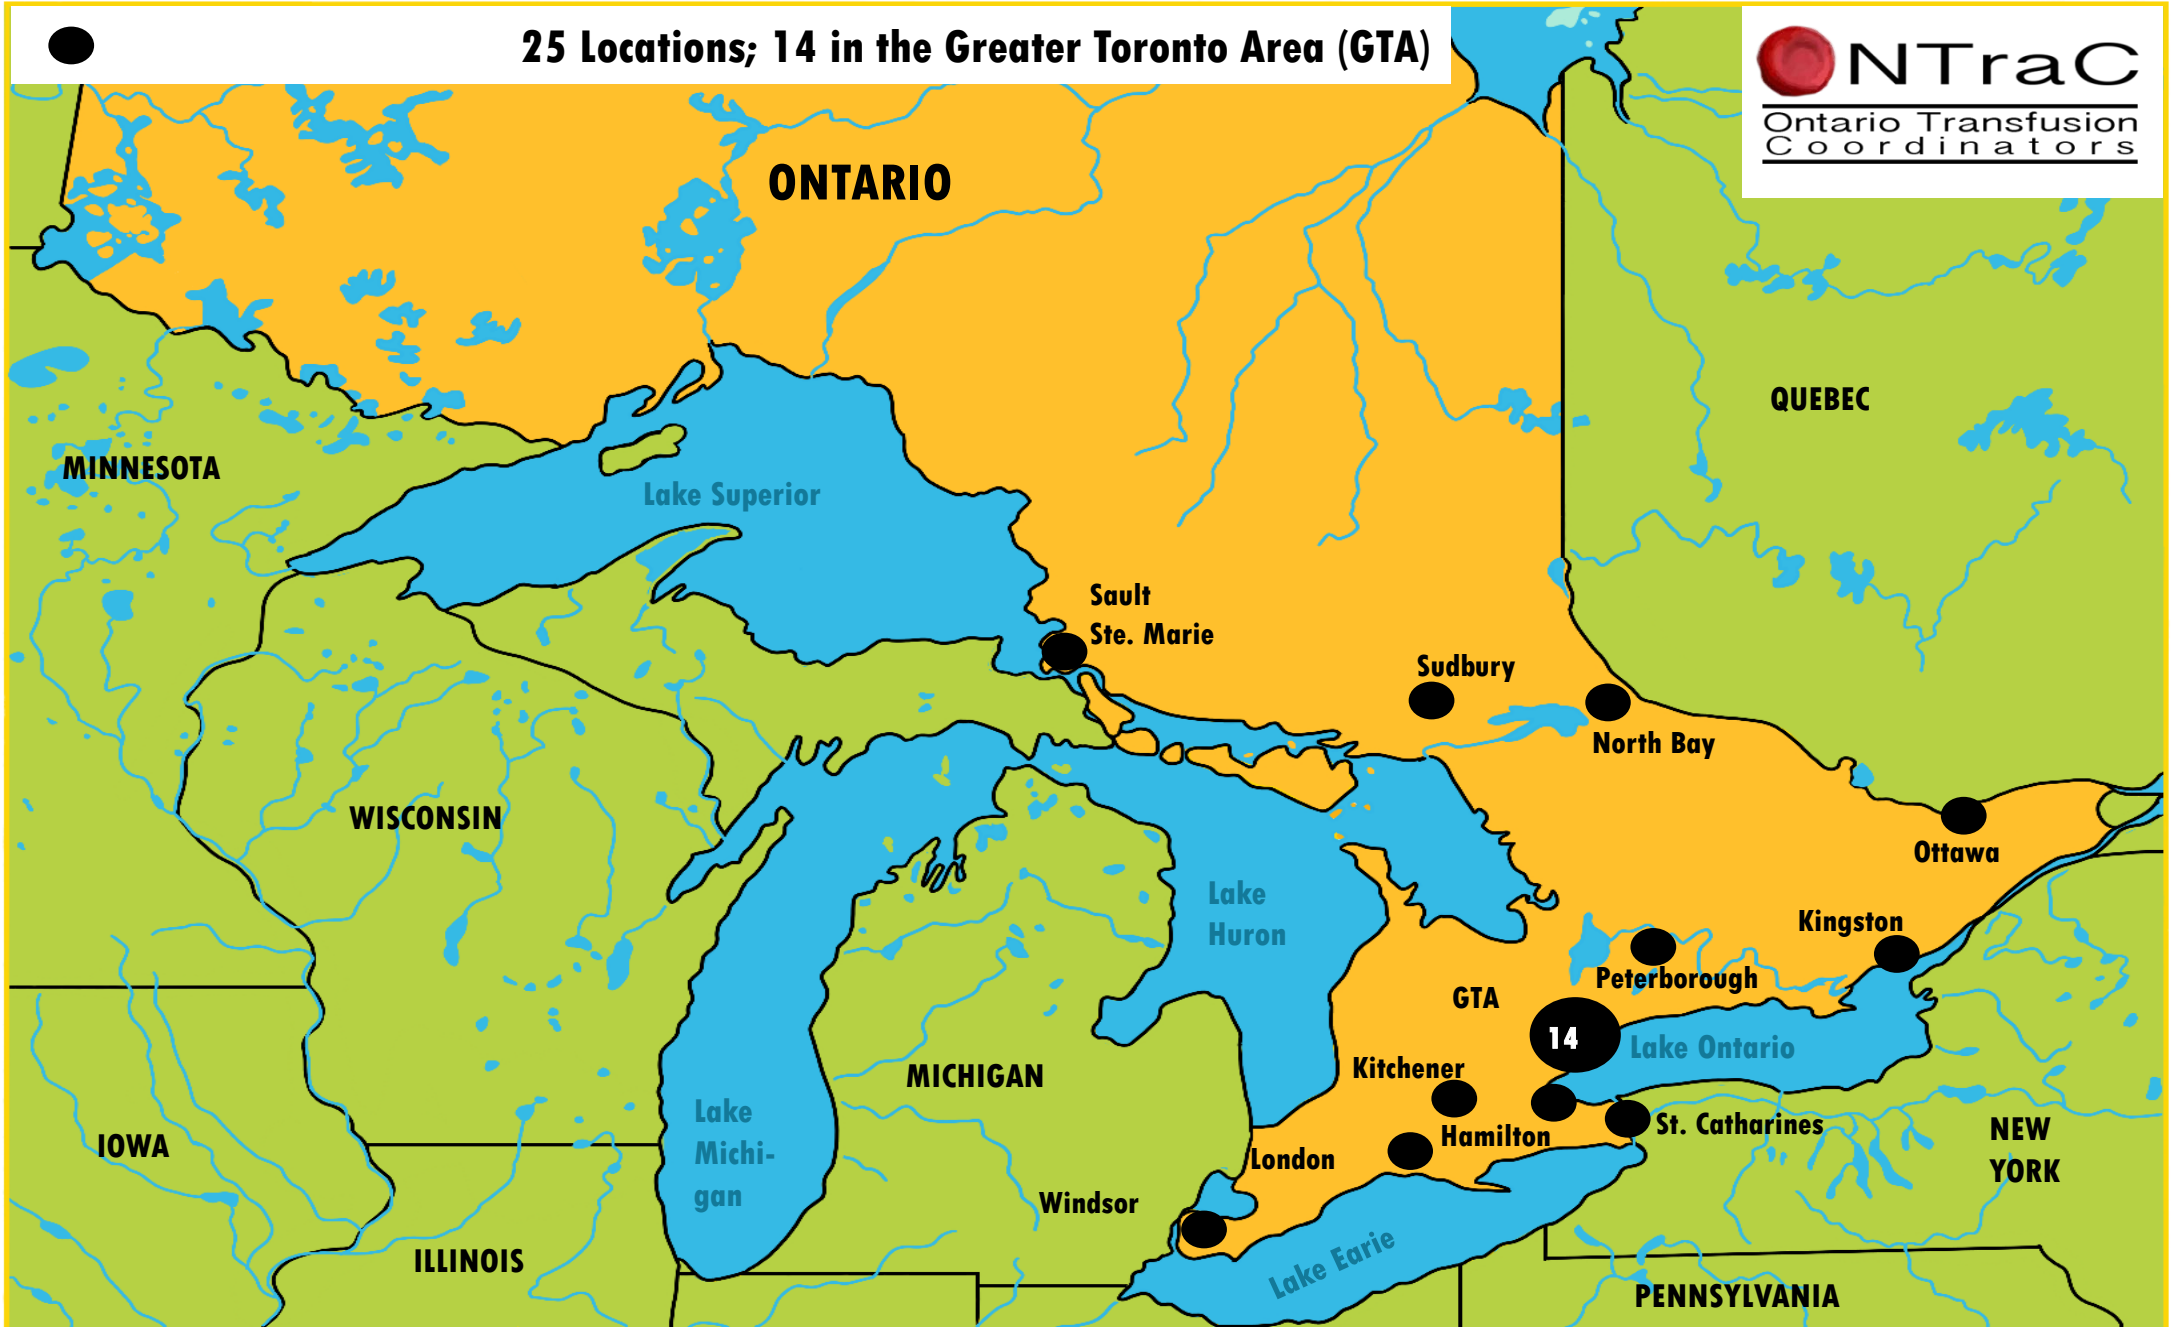 25 Locations; 14 in the Greater Toronto Area (GTA)
NTraC
Ontario Transfusion
Coordinators
ONTARIO
QUEBEC
MINNESOTA
Lake Superior
Sault
Ste. Marie
Sudbury
North Bay
WISCONSIN
Ottawa
Lake
Huron
Kingston
Peterborough
GTA
14
Lake Ontario
Kitchener
MICHIGAN
Lake
Michi-
gan
IOWA
Hamilton
St. Catharines
NEW
YORK
London
Windsor
Lake Earie
ILLINOIS
PENNSYLVANIA